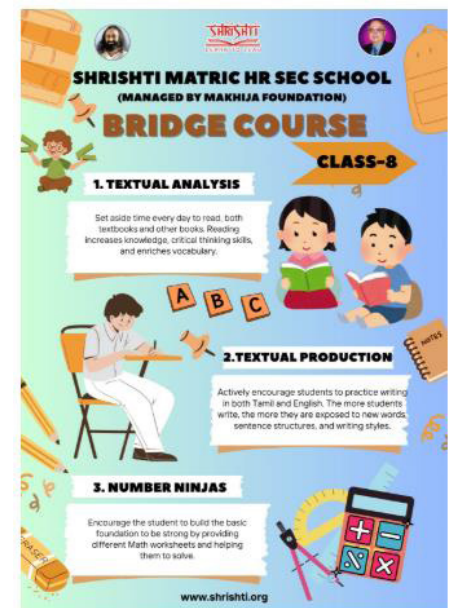 SHRISHTI
SHRISHTI MATRIC HR SEC SCHOOL
(MANAGED BY MAKHIJA FOUNDATION)
BRIDGE COURSE
CLASS-8
1. TEXTUAL ANALYSIS
Set aside time every day to read, both
textbooks and other books. Reading
increases knowledge, critical thinking skills,
and enriches vocabulary.
A B C
2.TEXTUAL PRODUCTION
NOTES
Actively encourage students to practice writing
in both Tamil and English. The more students
write, the more they are exposed to new words,
sentence structures, and writing styles.
3. NUMBER NINJAS
Encourage the student to build the basic
foundation to be strong by providing
different Math worksheets and helping
them to solve.
ERASER
www.shrishti.org